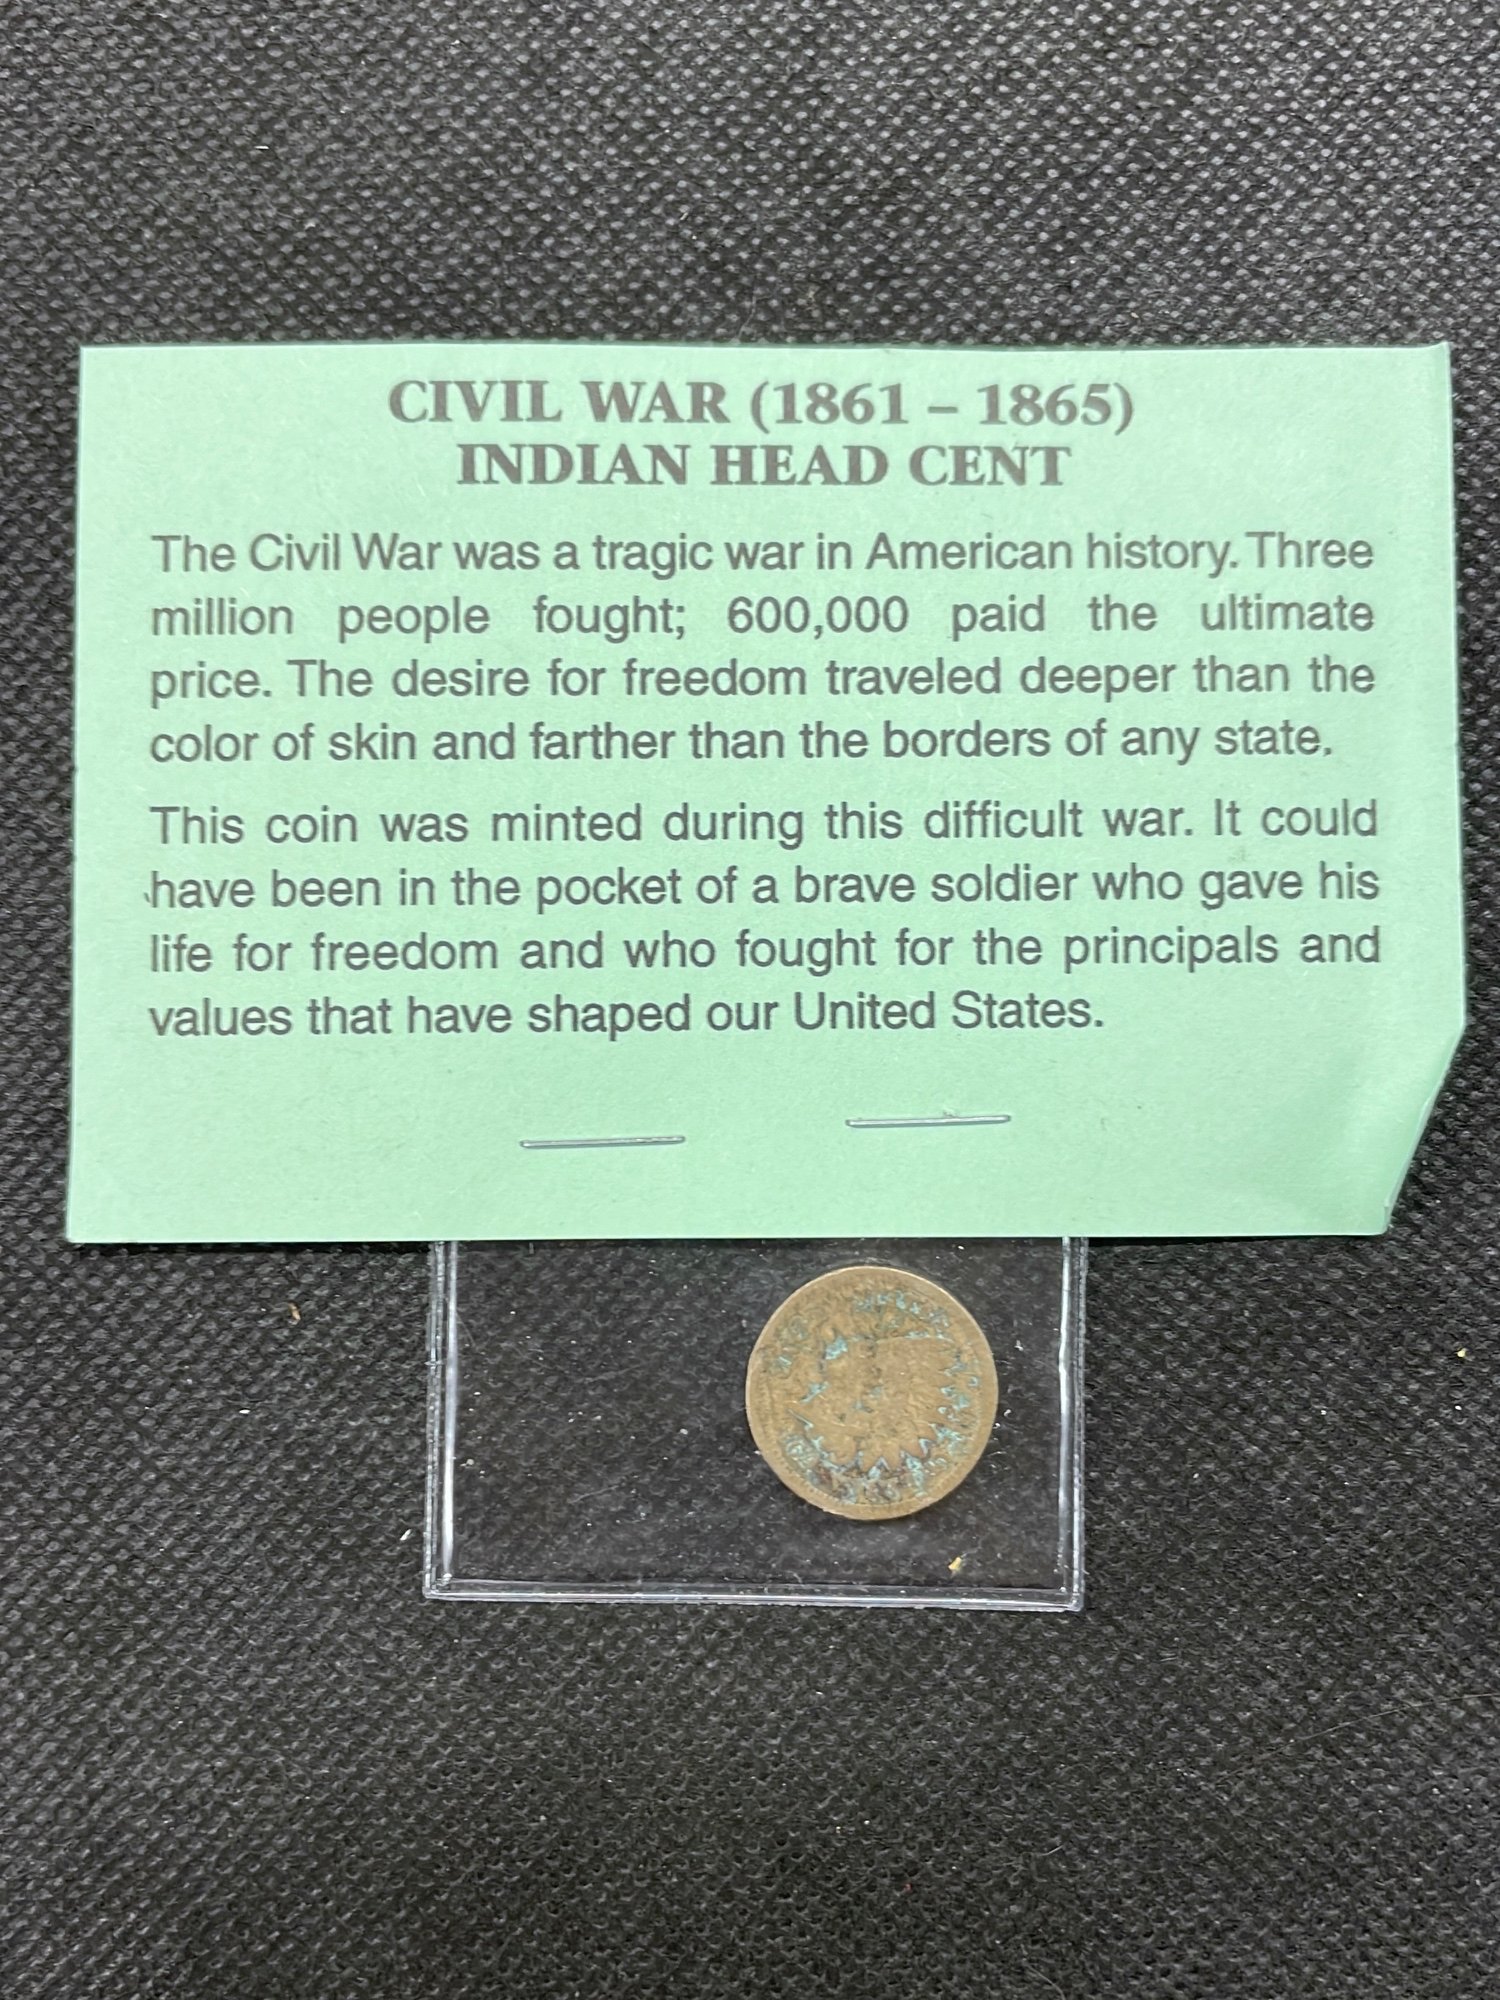 CIVIL WAR (1861 – 1865)
INDIAN HEAD CENT
The Civil War was a tragic war in American history. Three
million people fought; 600,000 paid the ultimate
price. The desire for freedom traveled deeper than the
color of skin and farther than the borders of any state.
This coin was minted during this difficult war. It could
have been in the pocket of a brave soldier who gave his
life for freedom and who fought for the principals and
values that have shaped our United States.